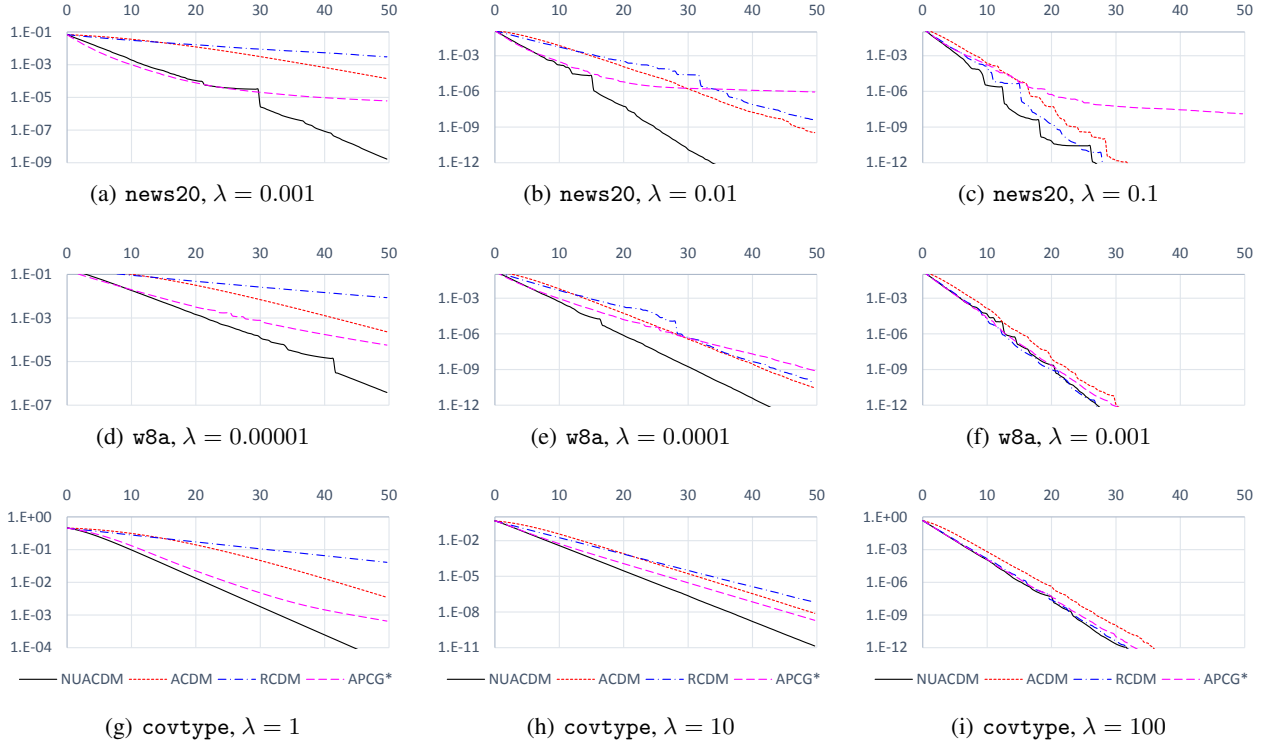 0 10 20 30 40 50
1.E-01
1.E-03
1.E-05
1.E-07
1.E-09
(a) news20, λ = 0.001
0 10 20 30 40 50
1.E-03
1.E-06
1.E-09
1.E-12
(b) news20, λ = 0.01
0 10 20 30 40 50
1.E-03
1.E-06
1.E-09
1.E-12
(c) news20, λ = 0.1
0 10 20 30 40 50
1.E-01
1.E-03
1.E-05
1.E-07
(d) w8a, λ = 0.00001
0 10 20 30 40 50
1.E-03
1.E-06
1.E-09
1.E-12
(e) w8a, λ = 0.0001
0 10 20 30 40 50
1.E-03
1.E-06
1.E-09
1.E-12
(f) w8a, λ = 0.001
0 10 20 30 40 50
1.E+00
1.E-01
1.E-02
1.E-03
1.E-04
NUACDM ACDM RCDM APCG*
(g) covtype, λ = 1
0 10 20 30 40 50
1.E-02
1.E-05
1.E-08
1.E-11
NUACDM ACDM RCDM APCG*
(h) covtype, λ = 10
0 10 20 30 40 50
1.E+00
1.E-03
1.E-06
1.E-09
1.E-12
NUACDM ACDM RCDM APCG*
(i) covtype, λ = 100